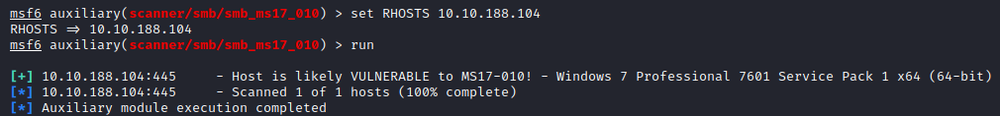 msf6 auxiliary(scanner/smb/smb_ms17_010) > set RHOSTS 10.10.188.104
RHOSTS => 10.10.188.104
msf6 auxiliary(scanner/smb/smb_ms17_010) > run
[+] 10.10.188.104:445     - Host is likely VULNERABLE to MS17-010! - Windows 7 Professional 7601 Service Pack 1 x64 (64-bit)
[*] 10.10.188.104:445     - Scanned 1 of 1 hosts (100% complete)
[*] Auxiliary module execution completed